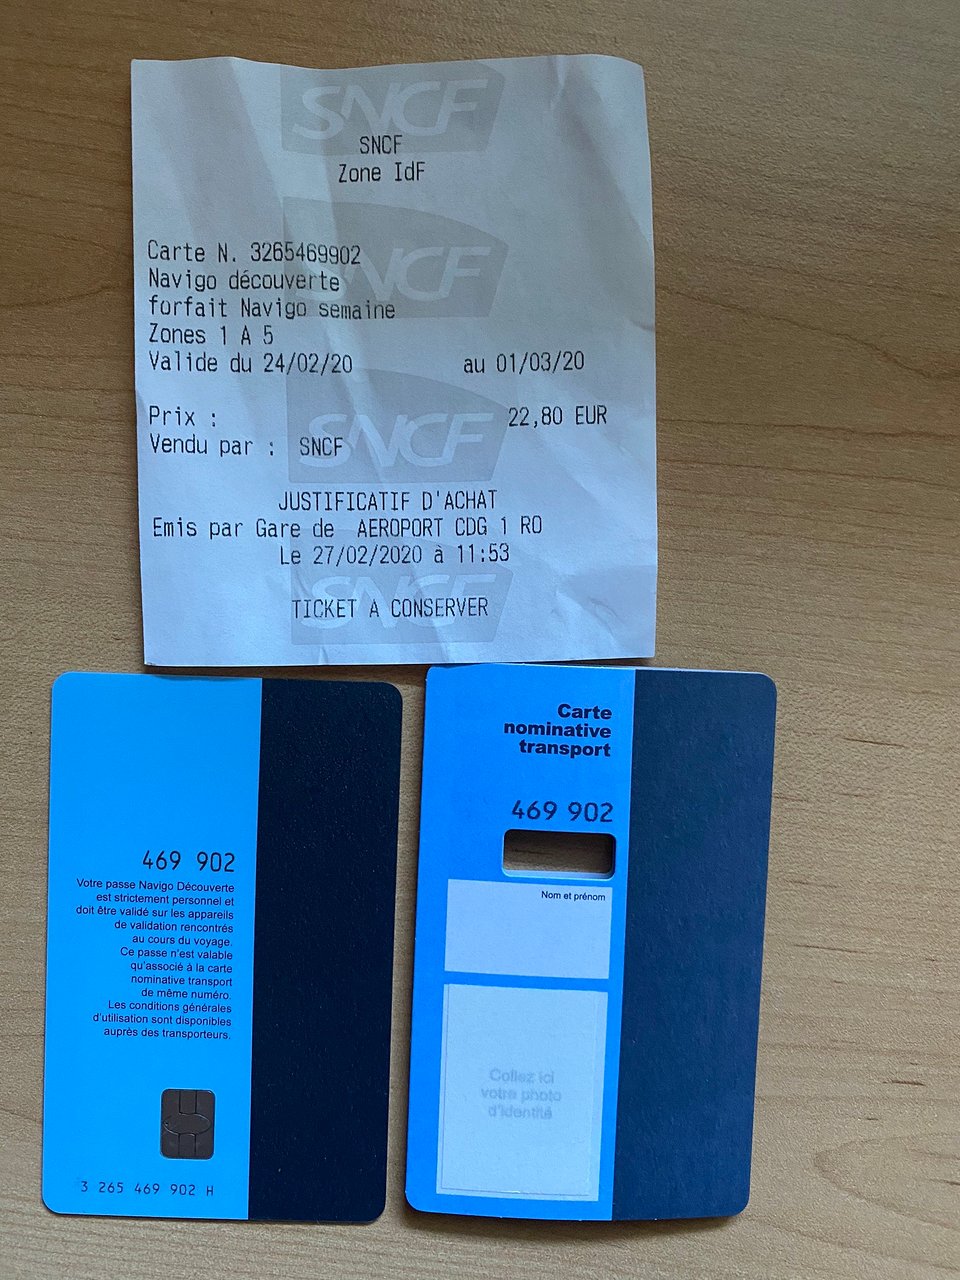 SNCF
SNCF
Zone IdF
SNCF
Carte N. 3265469902
Navigo découverte
forfait Navigo semaine
Zones 1 A 5
Valide du 24/02/20 au 01/03/20
SNCF
Prix : 22,80 EUR
Vendu par : SNCF
JUSTIFICATIF D'ACHAT
Emis par Gare de AEROPORT CDG 1 RO
Le 27/02/2020 à 11:53
SNCF
TICKET A CONSERVER
469 902
Votre passe Navigo Découverte
est strictement personnel et
doit être validé sur les appareils
de validation rencontrés
au cours du voyage.
Ce passe n'est valable
qu'associé à la carte
nominative transport
de même numéro.
Les conditions générales
d'utilisation sont disponibles
auprès des transporteurs.
3 265 469 902 H
Carte
nominative
transport
469 902
Nom et prénom
Collez ici
votre photo
d'identité